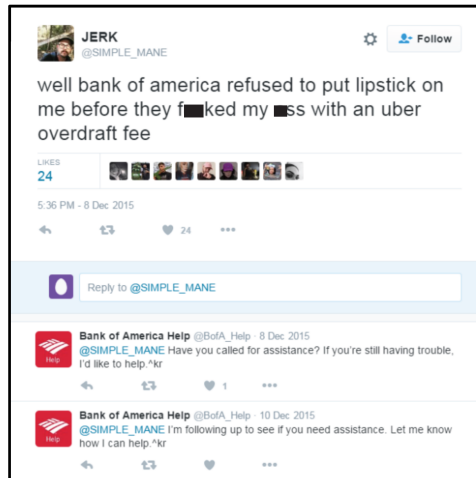 JERK
@SIMPLE_MANE
Follow
well bank of america refused to put lipstick on
me before they f■ked my ■ss with an uber
overdraft fee
LIKES
24
5:36 PM - 8 Dec 2015
24
Reply to @SIMPLE_MANE
Bank of America Help @BofA_Help · 8 Dec 2015
@SIMPLE_MANE Have you called for assistance? If you're still having trouble,
I'd like to help.^kr
1
Bank of America Help @BofA_Help · 10 Dec 2015
@SIMPLE_MANE I'm following up to see if you need assistance. Let me know
how I can help.^kr
Help
Help